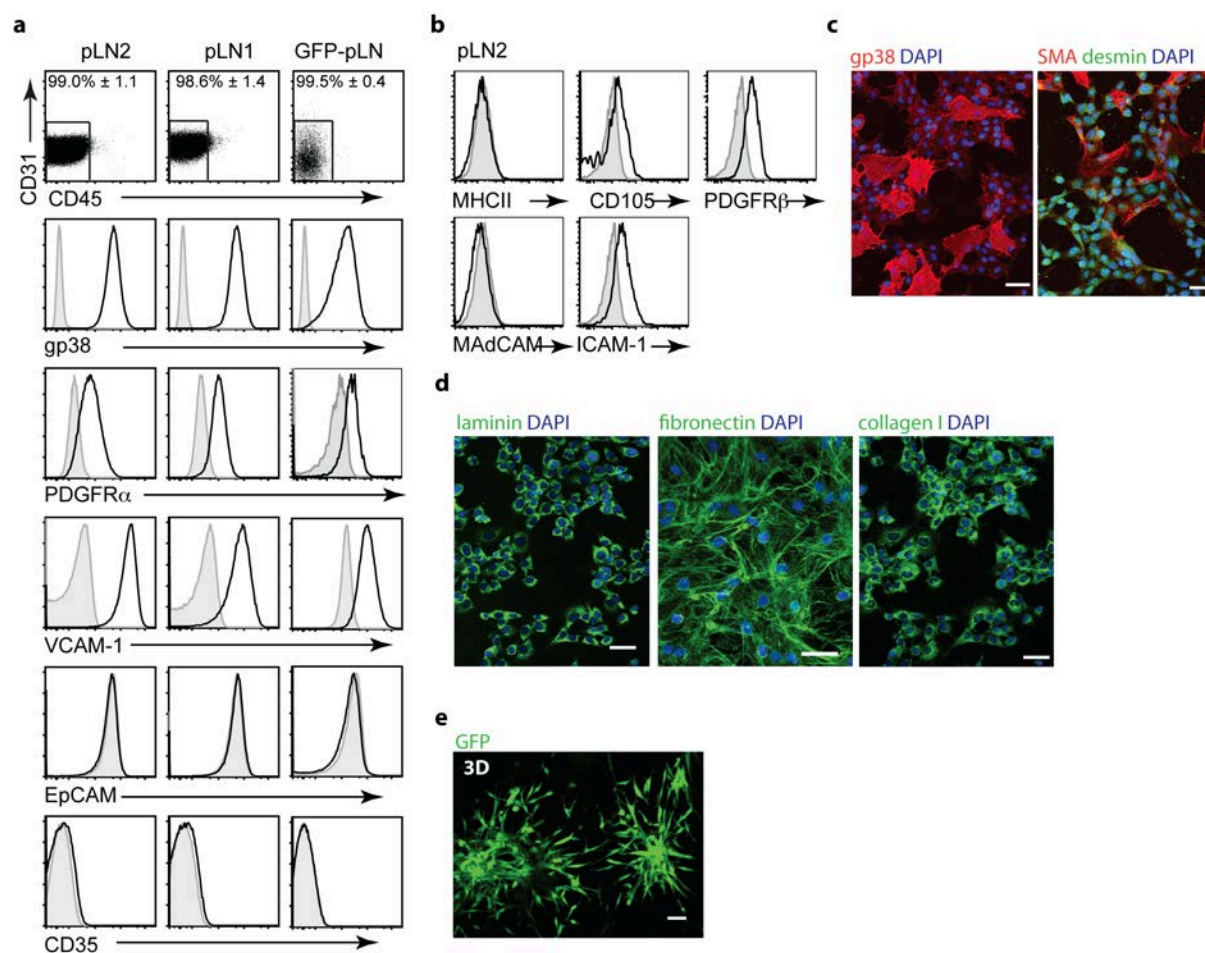 a
pLN2 pLN1 GFP-pLN
99.0% ± 1.1 98.6% ± 1.4 99.5% ± 0.4
CD31
CD45
gp38
PDGFRα
VCAM-1
EpCAM
CD35
b
pLN2
MHCII CD105 PDGFRβ
MAdCAM ICAM-1
c
gp38 DAPI SMA desmin DAPI
d
laminin DAPI fibronectin DAPI collagen I DAPI
e
GFP
3D